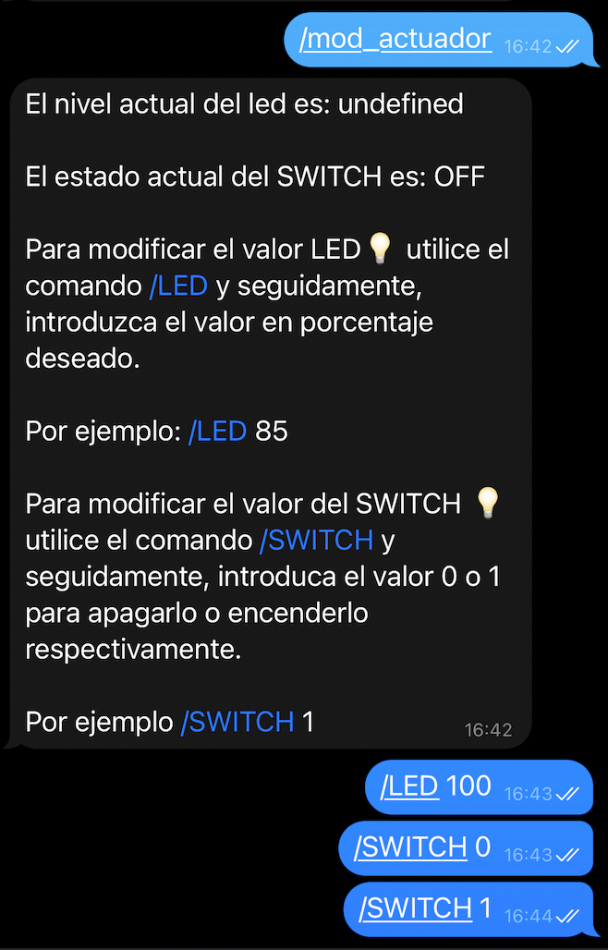 /mod_actuador 16:42
El nivel actual del led es: undefined
El estado actual del SWITCH es: OFF
Para modificar el valor LED💡 utilice el
comando /LED y seguidamente,
introduzca el valor en porcentaje
deseado.
Por ejemplo: /LED 85
Para modificar el valor del SWITCH 💡
utilice el comando /SWITCH y
seguidamente, introduca el valor 0 o 1
para apagarlo o encenderlo
respectivamente.
Por ejemplo /SWITCH 1 16:42
/LED 100 16:43
/SWITCH 0 16:43
/SWITCH 1 16:44